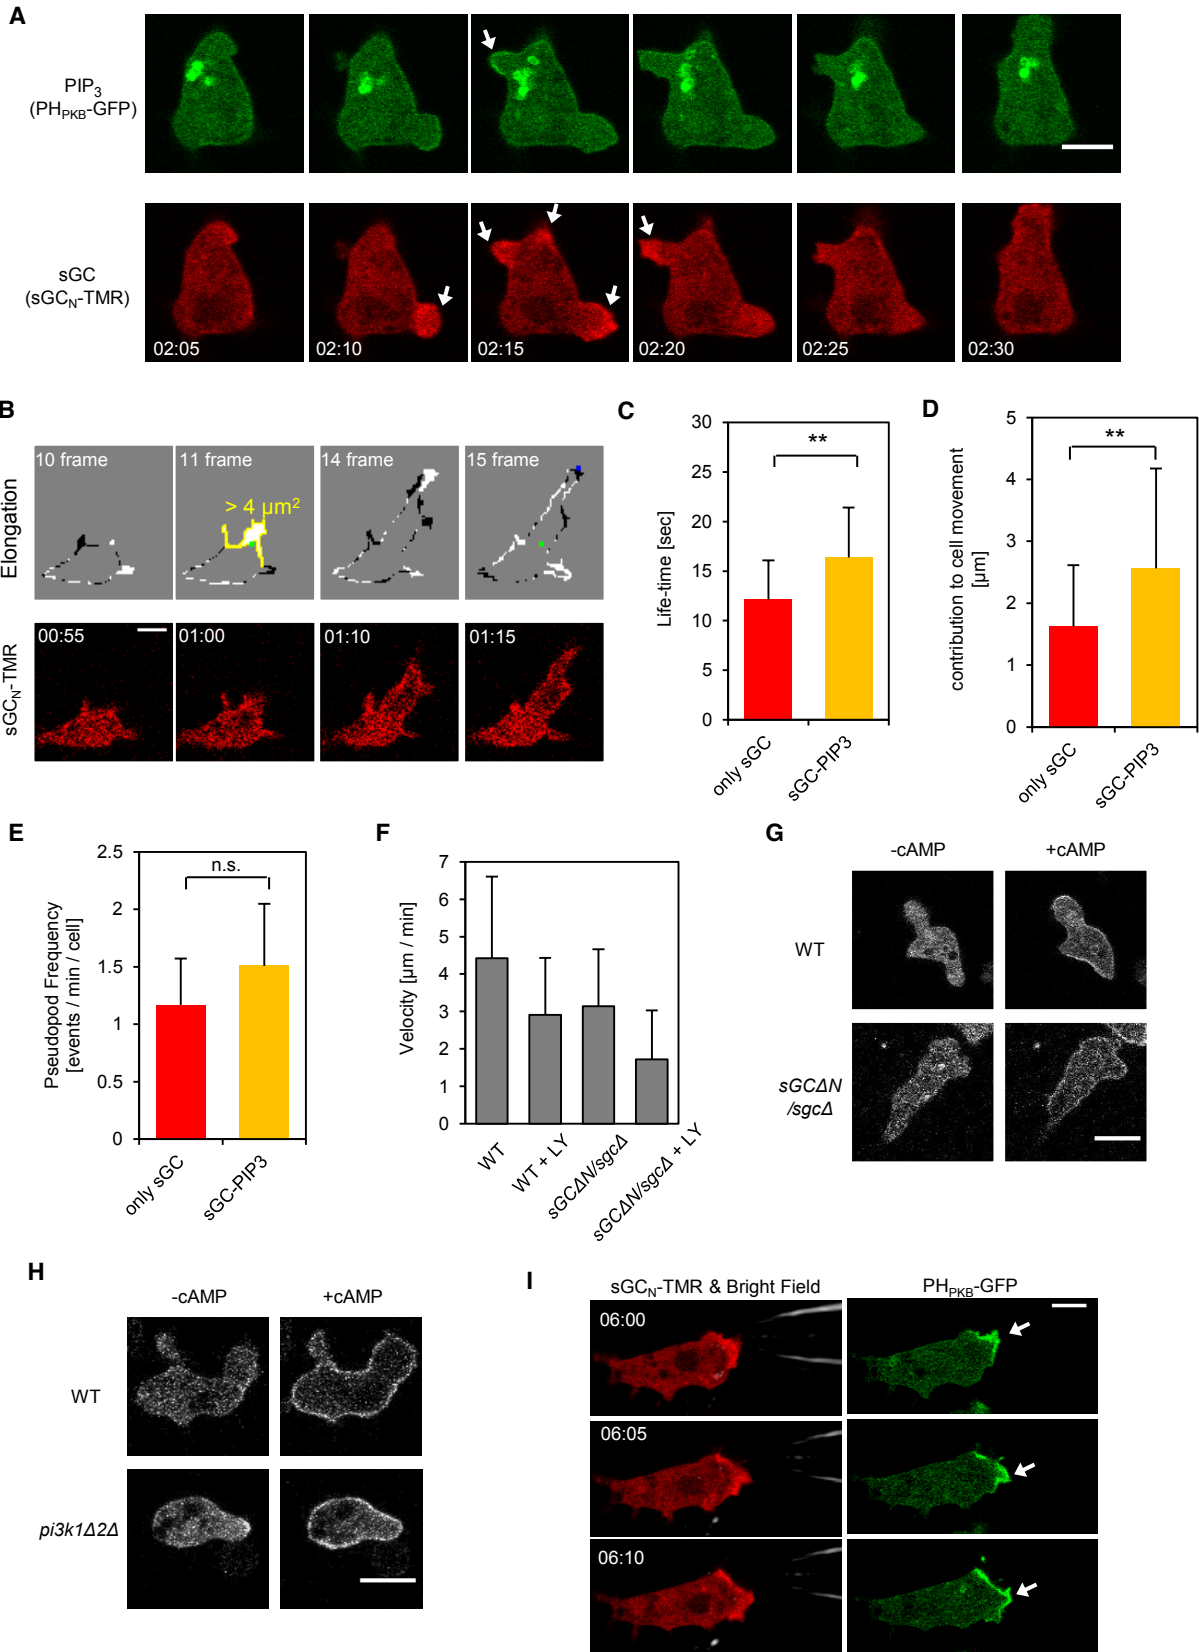 A
PIP3
(PHPKB-GFP)
sGC
(sGCN-TMR)
02:05
02:10
02:15
02:20
02:25
02:30
B
Elongation
10 frame
11 frame
14 frame
15 frame
> 4 µm2
sGCN-TMR
00:55
01:00
01:10
01:15
C
Life-time [sec]
30
25
20
15
10
5
0
**
only sGC
sGC-PIP3
D
contribution to cell movement
[µm]
5
4
3
2
1
0
**
only sGC
sGC-PIP3
E
Pseudopod Frequency
[events / min / cell]
2.5
2
1.5
1
0.5
0
n.s.
only sGC
sGC-PIP3
F
Velocity [µm / min]
7
6
5
4
3
2
1
0
WT
WT + LY
sGCΔN/sgcΔ
sGCΔN/sgcΔ + LY
G
-cAMP
+cAMP
WT
sGCΔN
/sgcΔ
H
-cAMP
+cAMP
WT
pi3k1Δ2Δ
I
sGCN-TMR & Bright Field
PHPKB-GFP
06:00
06:05
06:10